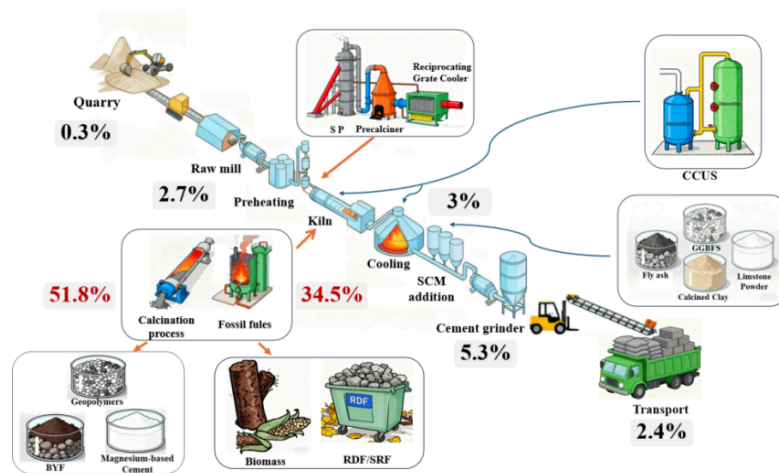 Quarry
0.3%
Raw mill
2.7%
Preheating
Kiln
S P
Precalciner
Reciprocating
Grate Cooler
CCUS
3%
Cooling
SCM
addition
GGBFS
Fly ash
Limstone
Powder
Calcined Clay
51.8%
Calcination
process
Fossil fules
34.5%
Cement grinder
5.3%
Transport
2.4%
Geopolymers
BYF
Magnesium-based
Cement
Biomass
RDF
RDF/SRF